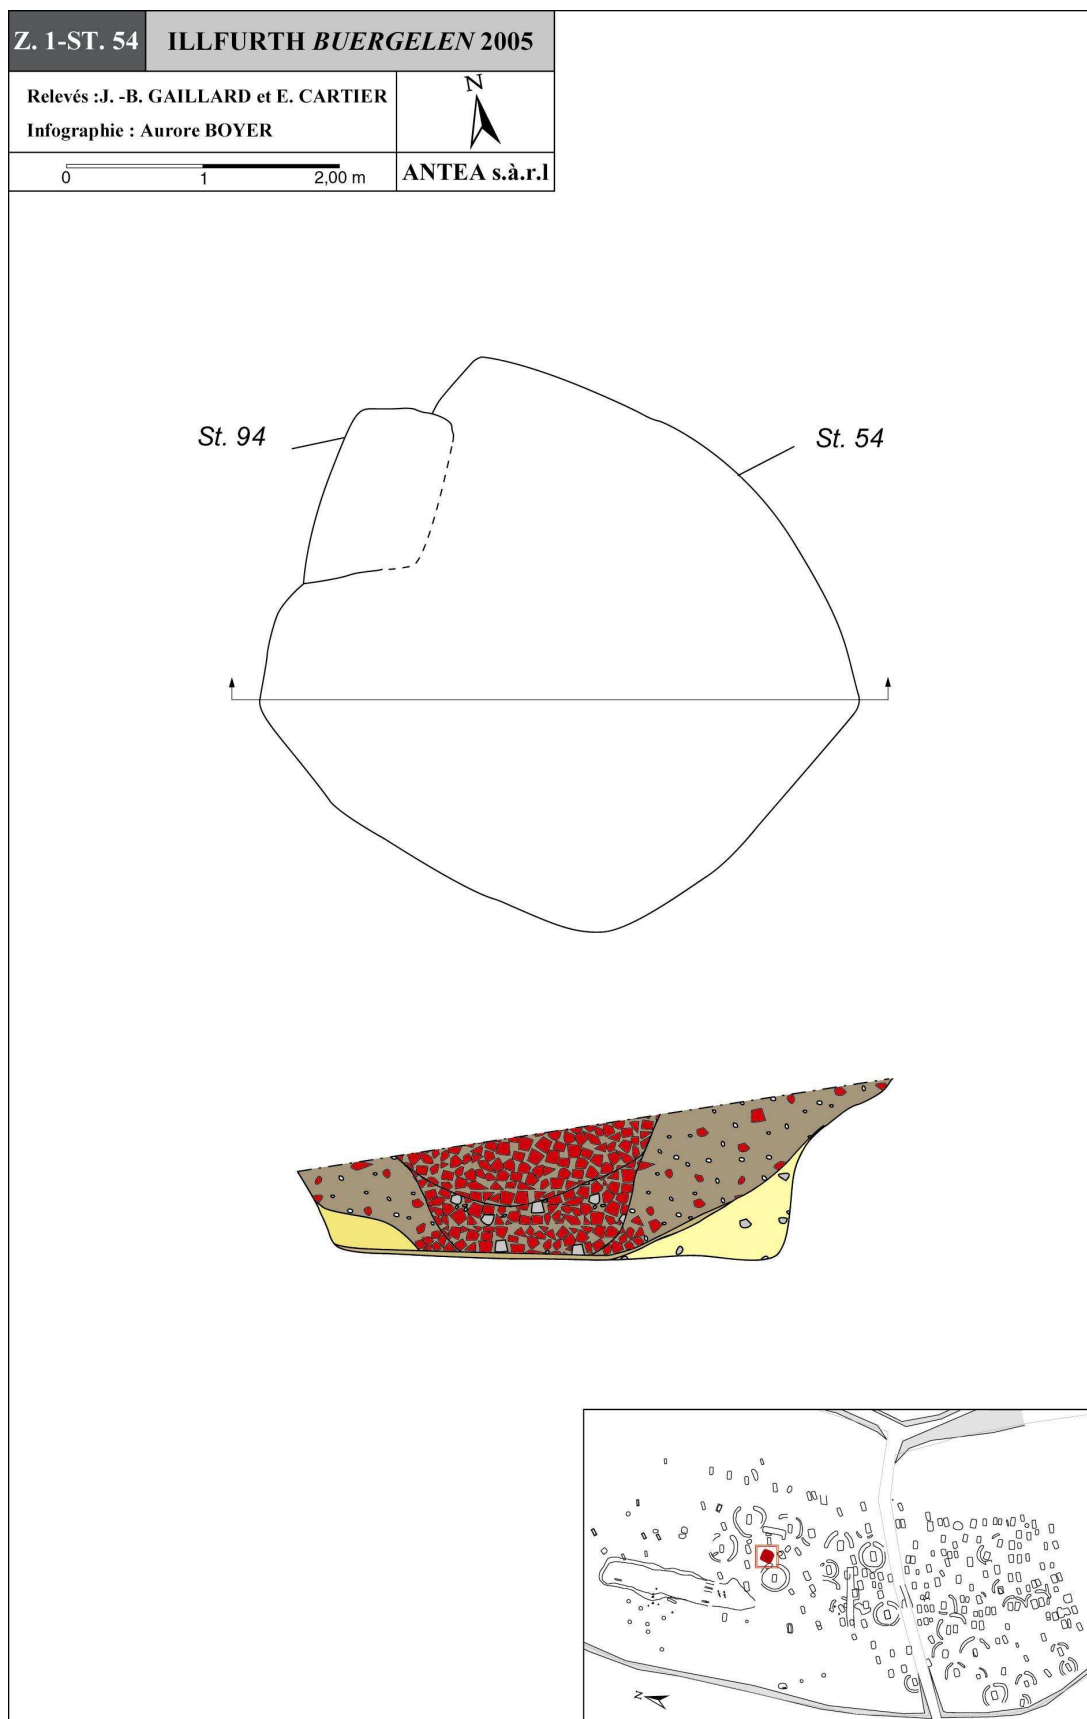 Z. 1-ST. 54 ILLFURTH BUERGELEN 2005
Relevés :J. -B. GAILLARD et E. CARTIER
Infographie : Aurore BOYER
N
0 1 2,00 m
ANTEA s.à.r.l
St. 94
St. 54
N